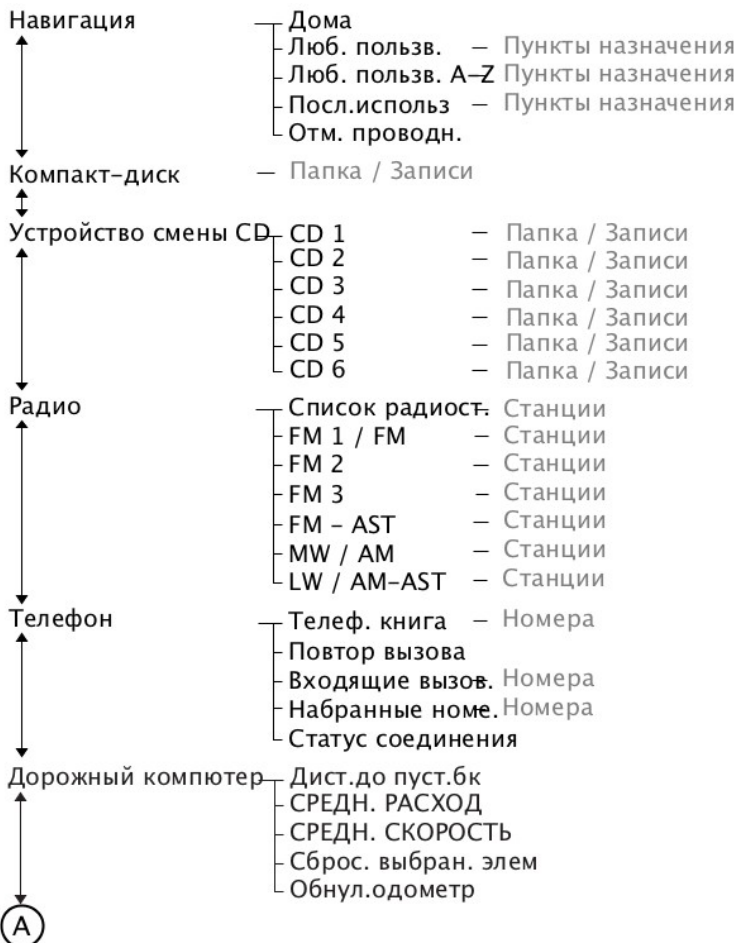 Навигация Дома
Люб. пользв. – Пункты назначения
Люб. пользв. A–Z Пункты назначения
Посл.использ – Пункты назначения
Отм. проводн.
Компакт–диск – Папка / Записи
Устройство смены CD CD 1 – Папка / Записи
CD 2 – Папка / Записи
CD 3 – Папка / Записи
CD 4 – Папка / Записи
CD 5 – Папка / Записи
CD 6 – Папка / Записи
Радио Список радиост. – Станции
FM 1 / FM – Станции
FM 2 – Станции
FM 3 – Станции
FM – AST – Станции
MW / AM – Станции
LW / AM–AST – Станции
Телефон Телеф. книга – Номера
Повтор вызова
Входящие вызов. – Номера
Набранные номе. – Номера
Статус соединения
Дорожный компютер Дист.до пуст.бк
СРЕДН. РАСХОД
СРЕДН. СКОРОСТЬ
Сброс. выбран. элем
Обнул.одометр
A